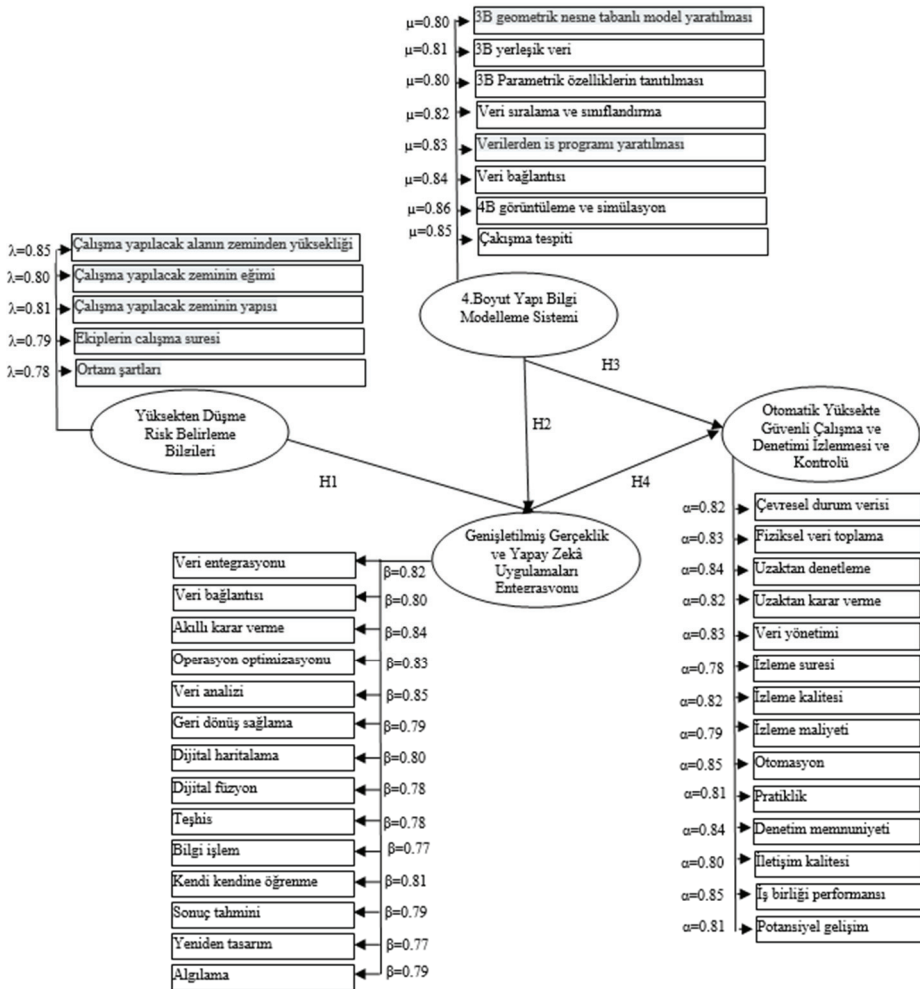 μ=0.80 3B geometrik nesne tabanlı model yaratılması
μ=0.81 3B yerleşik veri
μ=0.80 3B Parametrik özelliklerin tanıtılması
μ=0.82 Veri sıralama ve sınıflandırma
μ=0.83 Verilerden is programı yaratılması
μ=0.84 Veri bağlantısı
μ=0.86 4B görüntüleme ve simülasyon
μ=0.85 Çakışma tespiti
λ=0.85 Çalışma yapılacak alanın zeminden yüksekliği
λ=0.80 Çalışma yapılacak zeminin eğimi
λ=0.81 Çalışma yapılacak zeminin yapısı
λ=0.79 Ekiplerin calışma suresi
λ=0.78 Ortam şartları
4.Boyut Yapı Bilgi
Modelleme Sistemi
Yüksekten Düşme
Risk Belirleme
Bilgileri
H1
H2
H3
H4
Otomatik Yüksekte
Güvenli Çalışma ve
Denetimi İzlenmesi ve
Kontrolü
Genişletilmiş Gerçeklik
ve Yapay Zekâ
Uygulamaları
Entegrasyonu
Veri entegrasyonu β=0.82
Veri bağlantısı β=0.80
Akıllı karar verme β=0.84
Operasyon optimizasyonu β=0.83
Veri analizi β=0.85
Geri dönüş sağlama β=0.79
Dijital haritalama β=0.80
Dijital füzyon β=0.78
Teşhis β=0.78
Bilgi işlem β=0.77
Kendi kendine öğrenme β=0.81
Sonuç tahmini β=0.79
Yeniden tasarım β=0.77
Algılama β=0.79
α=0.82 Çevresel durum verisi
α=0.83 Fiziksel veri toplama
α=0.84 Uzaktan denetleme
α=0.82 Uzaktan karar verme
α=0.83 Veri yönetimi
α=0.78 İzleme suresi
α=0.82 İzleme kalitesi
α=0.79 İzleme maliyeti
α=0.85 Otomasyon
α=0.81 Pratiklik
α=0.84 Denetim memnuniyeti
α=0.80 İletişim kalitesi
α=0.85 İş birliği performansı
α=0.81 Potansiyel gelişim